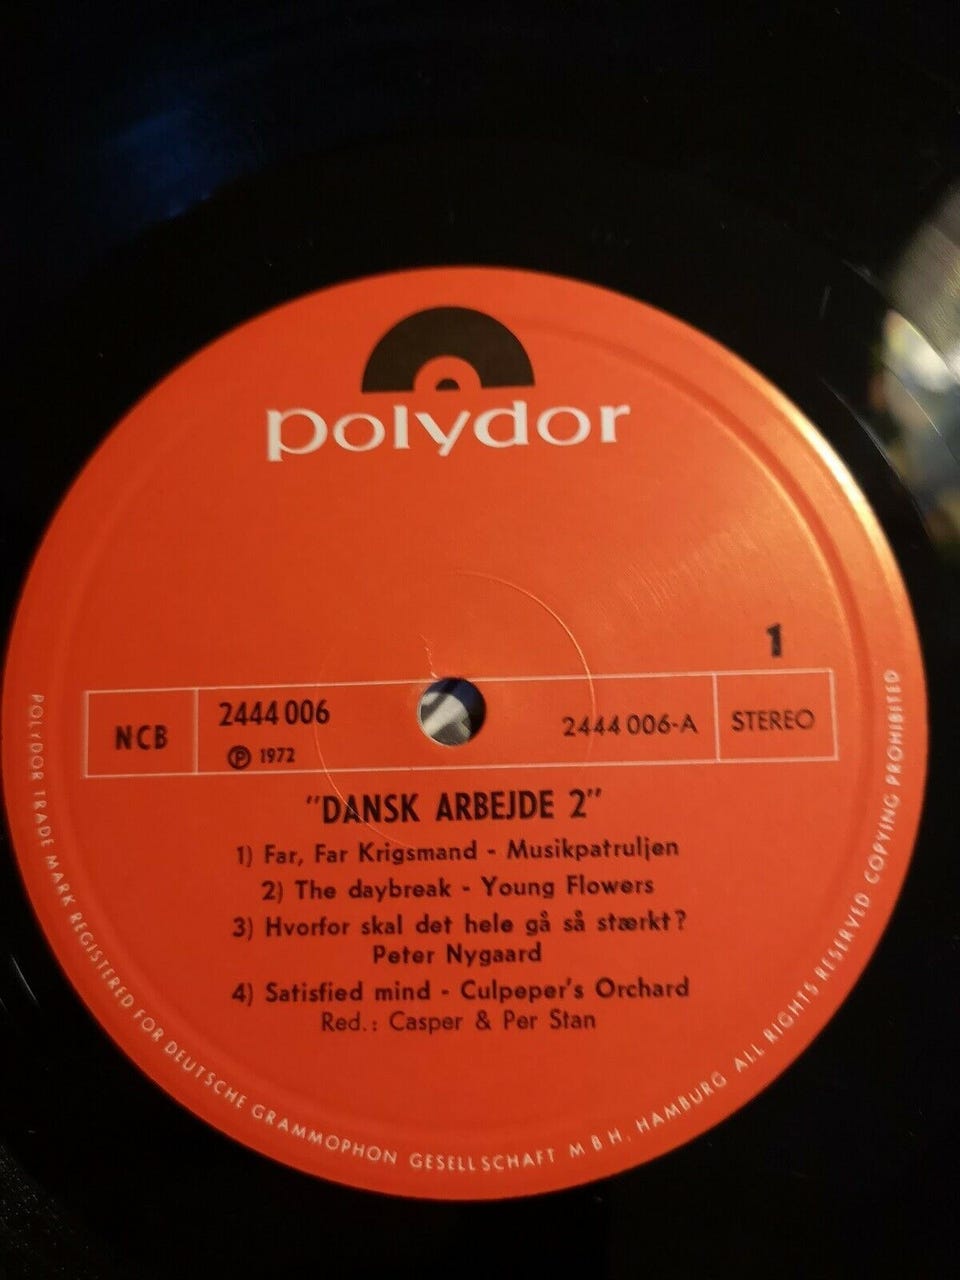 polydor
1
NCB
2444 006
Ⓟ 1972
2444 006-A
STEREO
"DANSK ARBEJDE 2"
1) Far, Far Krigsmand - Musikpatruljen
2) The daybreak - Young Flowers
3) Hvorfor skal det hele gå så stærkt?
Peter Nygaard
4) Satisfied mind - Culpeper's Orchard
Red.: Casper & Per Stan
POLYDOR TRADE MARK REGISTERED FOR DEUTSCHE GRAMMOPHON GESELLSCHAFT M B H, HAMBURG ALL RIGHTS RESERVED COPYING PROHIBITED